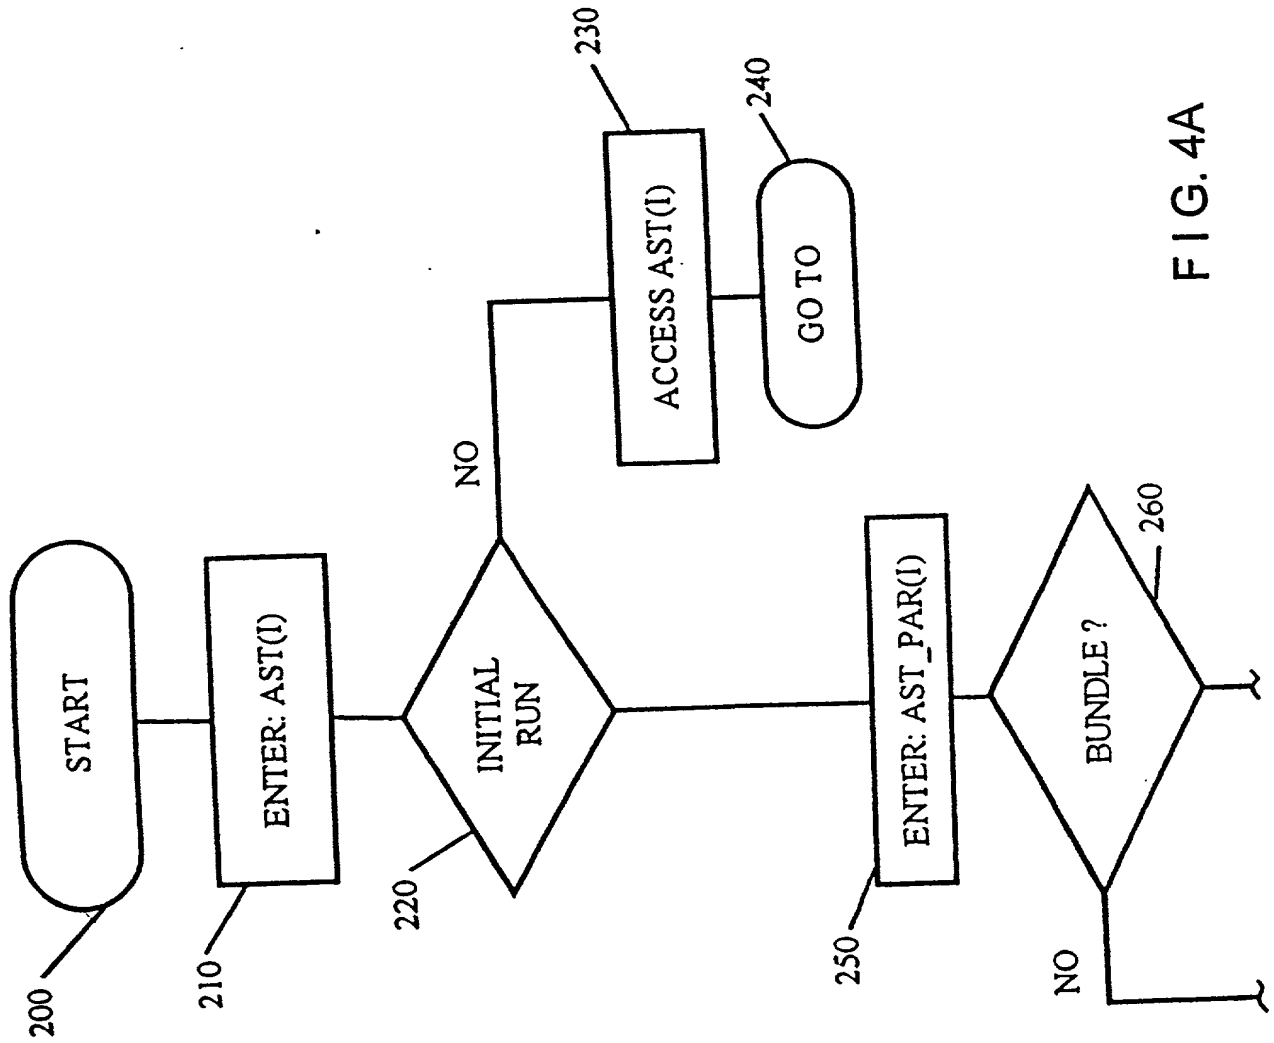 200
START
210
ENTER: AST(I)
220
INITIAL
RUN
NO
230
ACCESS AST(I)
240
GO TO
250
ENTER: AST_PAR(I)
260
BUNDLE ?
NO
FIG. 4A